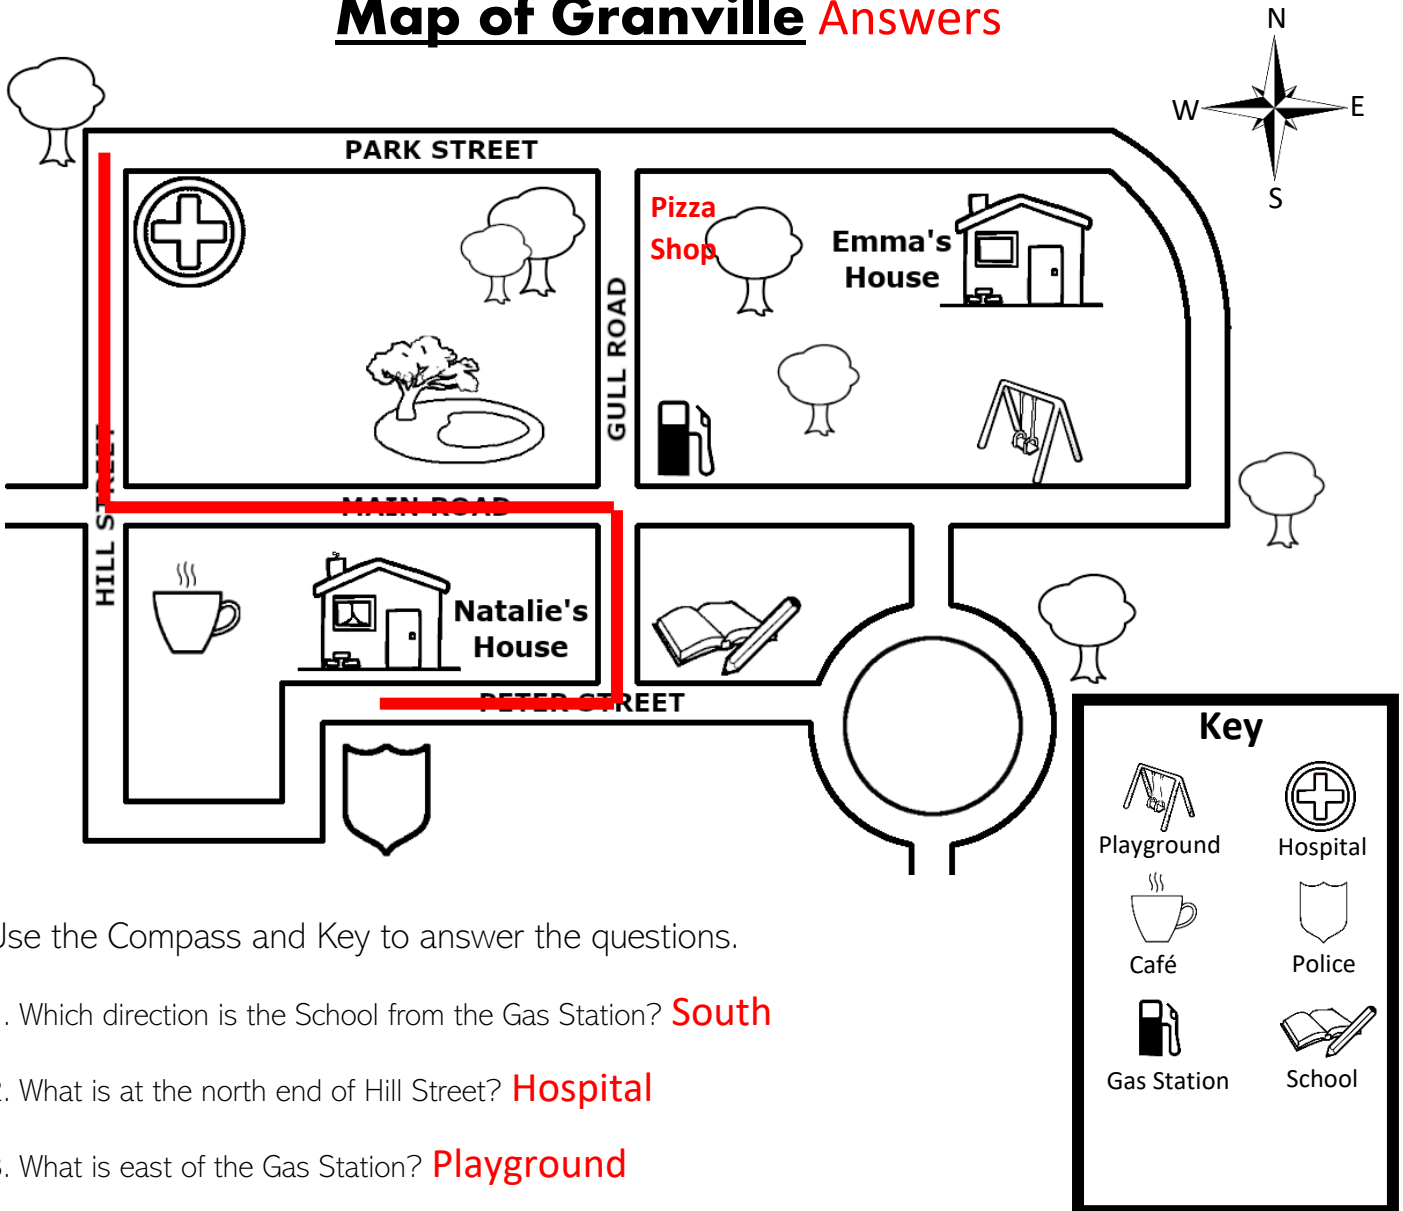 Map of Granville Answers
N
W
E
S
PARK STREET
Pizza
Shop
Emma's
House
GULL ROAD
HILL STREET
MAIN ROAD
Natalie's
House
PETER STREET
Key
Playground
Hospital
Café
Police
Gas Station
School
Use the Compass and Key to answer the questions.
. Which direction is the School from the Gas Station? South
2. What is at the north end of Hill Street? Hospital
3. What is east of the Gas Station? Playground